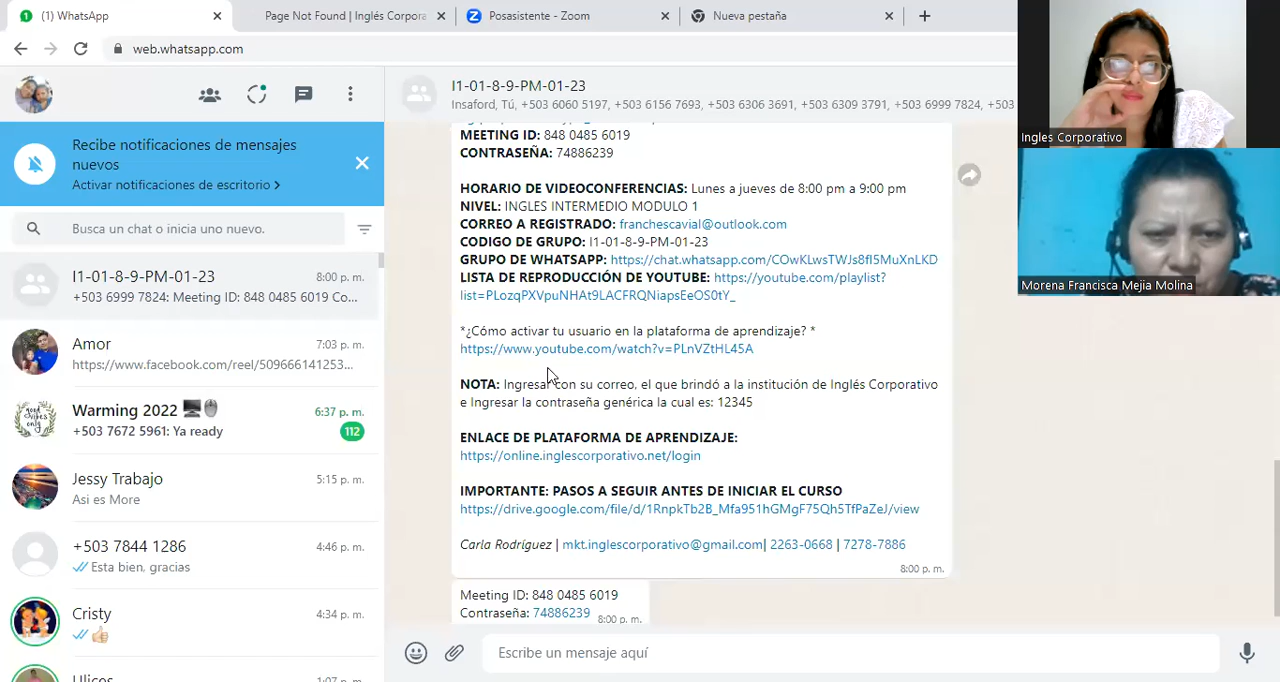 (1) WhatsApp
Page Not Found | Inglés Corpora
Posasistente - Zoom
Nueva pestaña
web.whatsapp.com
I1-01-8-9-PM-01-23
Insaford, Tú, +503 6060 5197, +503 6156 7693, +503 6306 3691, +503 6309 3791, +503 6999 7824, +503
Recibe notificaciones de mensajes
nuevos
Activar notificaciones de escritorio >
Busca un chat o inicia uno nuevo.
I1-01-8-9-PM-01-23
8:00 p. m.
+503 6999 7824: Meeting ID: 848 0485 6019 Co...
Amor
7:03 p. m.
https://www.facebook.com/reel/509666141253...
Warming 2022
6:37 p. m.
+503 7672 5961: Ya ready
112
Jessy Trabajo
5:15 p. m.
Asi es More
+503 7844 1286
4:46 p. m.
Esta bien, gracias
Cristy
4:34 p. m.
Ulices
1:07 p. m.
MEETING ID: 848 0485 6019
CONTRASEÑA: 74886239
HORARIO DE VIDEOCONFERENCIAS: Lunes a jueves de 8:00 pm a 9:00 pm
NIVEL: INGLES INTERMEDIO MODULO 1
CORREO A REGISTRADO: franchescavial@outlook.com
CODIGO DE GRUPO: I1-01-8-9-PM-01-23
GRUPO DE WHATSAPP: https://chat.whatsapp.com/COwKLwsTWJs8fI5MuXnLKD
LISTA DE REPRODUCCIÓN DE YOUTUBE: https://youtube.com/playlist?
list=PLozqPXVpuNHAt9LACFRQNiapsEeOS0tY_
*¿Cómo activar tu usuario en la plataforma de aprendizaje? *
https://www.youtube.com/watch?v=PLnVZtHL45A
NOTA: Ingresar con su correo, el que brindó a la institución de Inglés Corporativo
e Ingresar la contraseña genérica la cual es: 12345
ENLACE DE PLATAFORMA DE APRENDIZAJE:
https://online.inglescorporativo.net/login
IMPORTANTE: PASOS A SEGUIR ANTES DE INICIAR EL CURSO
https://drive.google.com/file/d/1RnpkTb2B_Mfa951hGMgF75Qh5TfPaZeJ/view
Carla Rodríguez | mkt.inglescorporativo@gmail.com| 2263-0668 | 7278-7886
8:00 p. m.
Meeting ID: 848 0485 6019
Contraseña: 74886239
8:00 p. m.
Escribe un mensaje aquí
Ingles Corporativo
Morena Francisca Mejia Molina